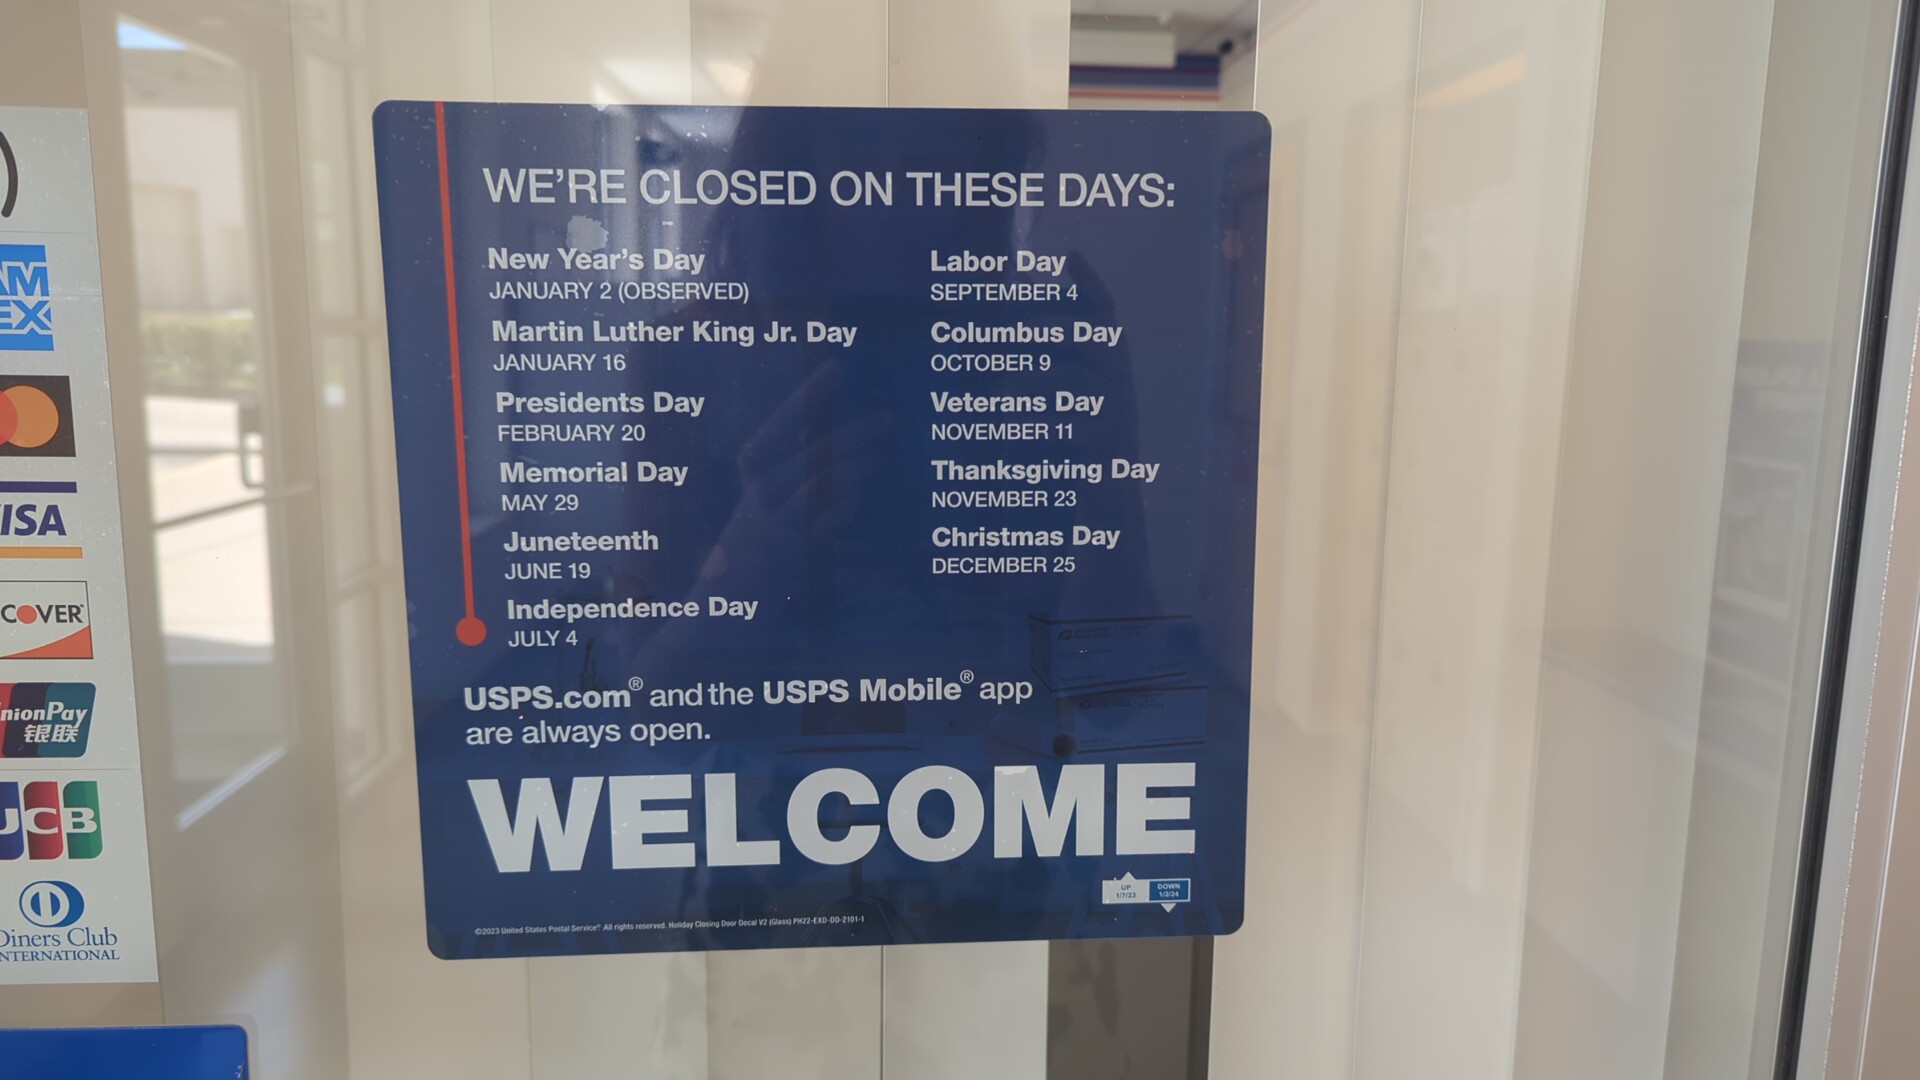 WE'RE CLOSED ON THESE DAYS:
New Year's Day
JANUARY 2 (OBSERVED)
Martin Luther King Jr. Day
JANUARY 16
Presidents Day
FEBRUARY 20
Memorial Day
MAY 29
Juneteenth
JUNE 19
Independence Day
JULY 4
Labor Day
SEPTEMBER 4
Columbus Day
OCTOBER 9
Veterans Day
NOVEMBER 11
Thanksgiving Day
NOVEMBER 23
Christmas Day
DECEMBER 25
USPS.com® and the USPS Mobile® app
are always open.
WELCOME
UP
1/7/23
DOWN
1/2/24
©2023 United States Postal Service® All rights reserved. Holiday Closing Door Decal V2 (Glass) PH22-EXD-DD-2101-1
AM
EX
VISA
COVER
nionPay
银联
JCB
Diners Club
INTERNATIONAL